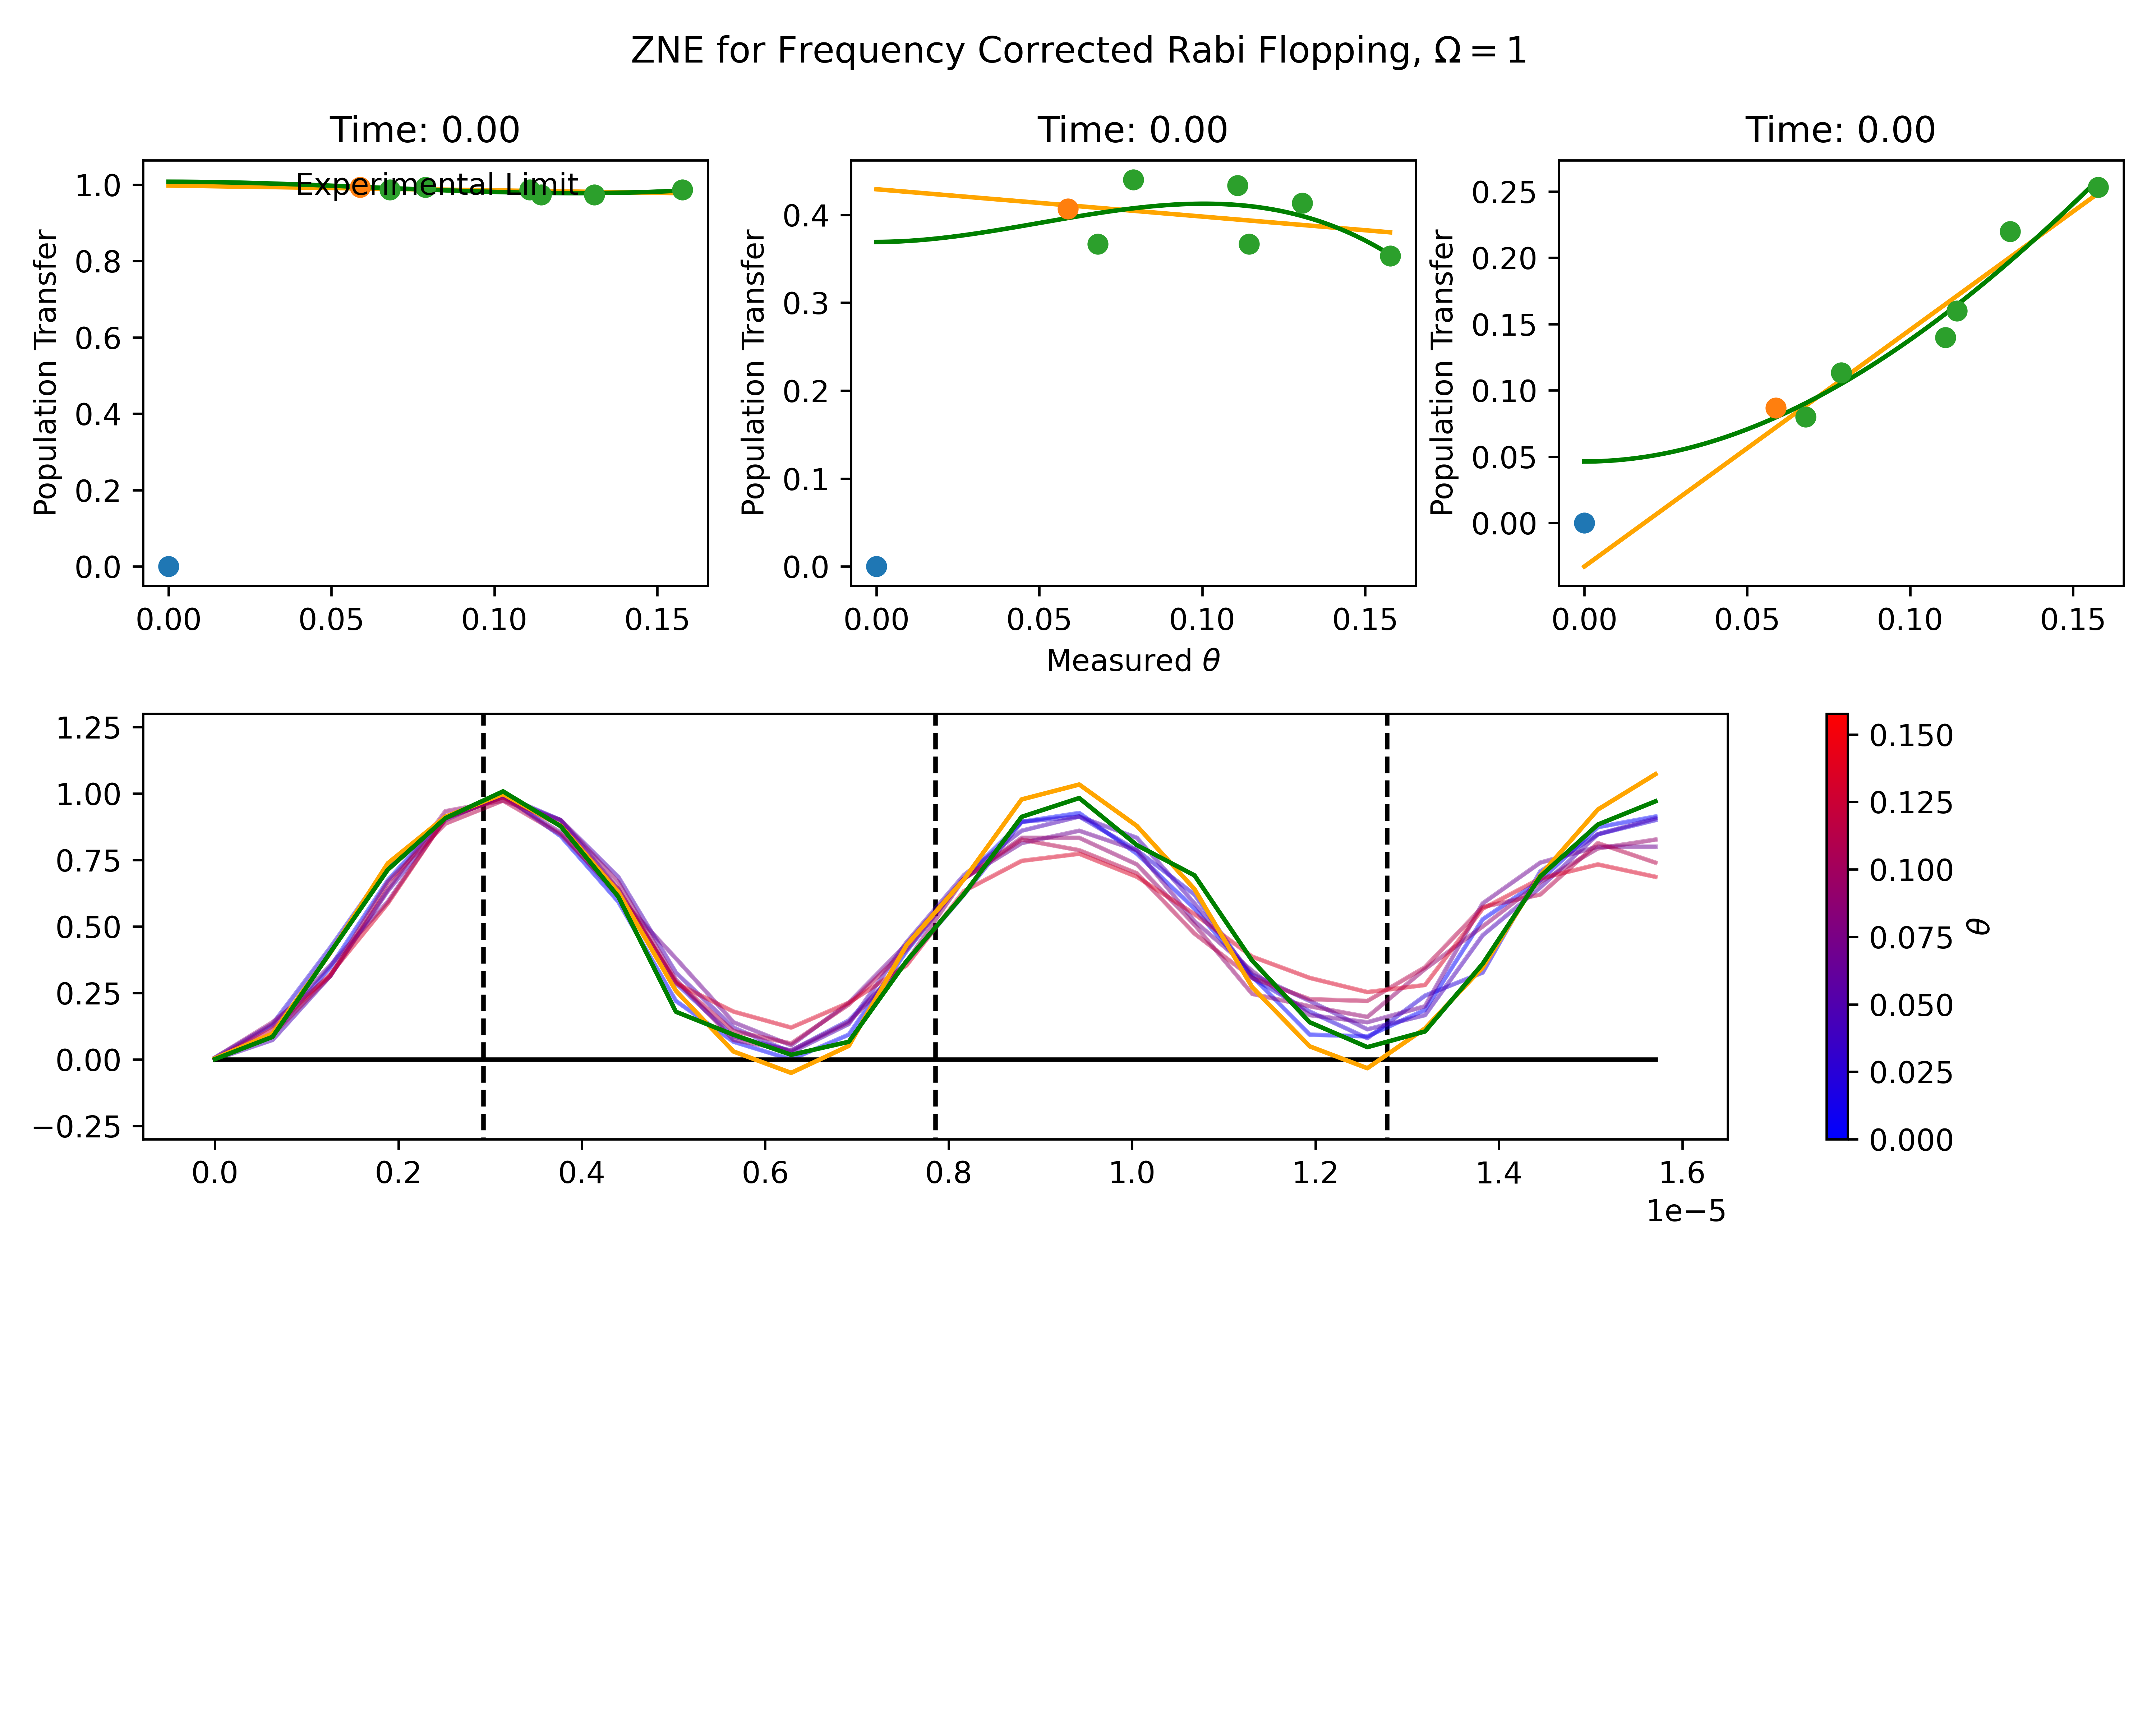 ZNE for Frequency Corrected Rabi Flopping, Ω = 1
Time: 0.00
Time: 0.00
Time: 0.00
Population Transfer
1.0
0.8
0.6
0.4
0.2
0.0
Experimental Limit
0.00 0.05 0.10 0.15
Population Transfer
0.4
0.3
0.2
0.1
0.0
0.00 0.05 0.10 0.15
Measured θ
Population Transfer
0.25
0.20
0.15
0.10
0.05
0.00
0.00 0.05 0.10 0.15
1.25
1.00
0.75
0.50
0.25
0.00
−0.25
0.0 0.2 0.4 0.6 0.8 1.0 1.2 1.4 1.6
1e−5
0.150
0.125
0.100
0.075
0.050
0.025
0.000
θ